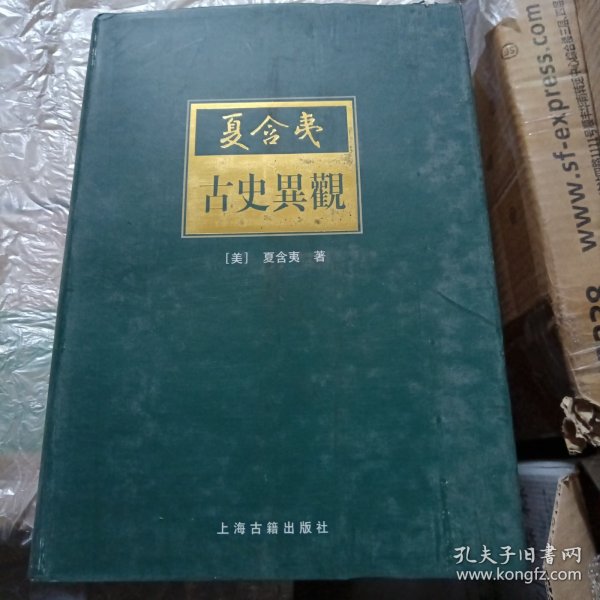 夏含夷
古史異觀
[美] 夏含夷 著
上海古籍出版社
www.sf-express.com
孔夫子旧书网
www.kongfz.com